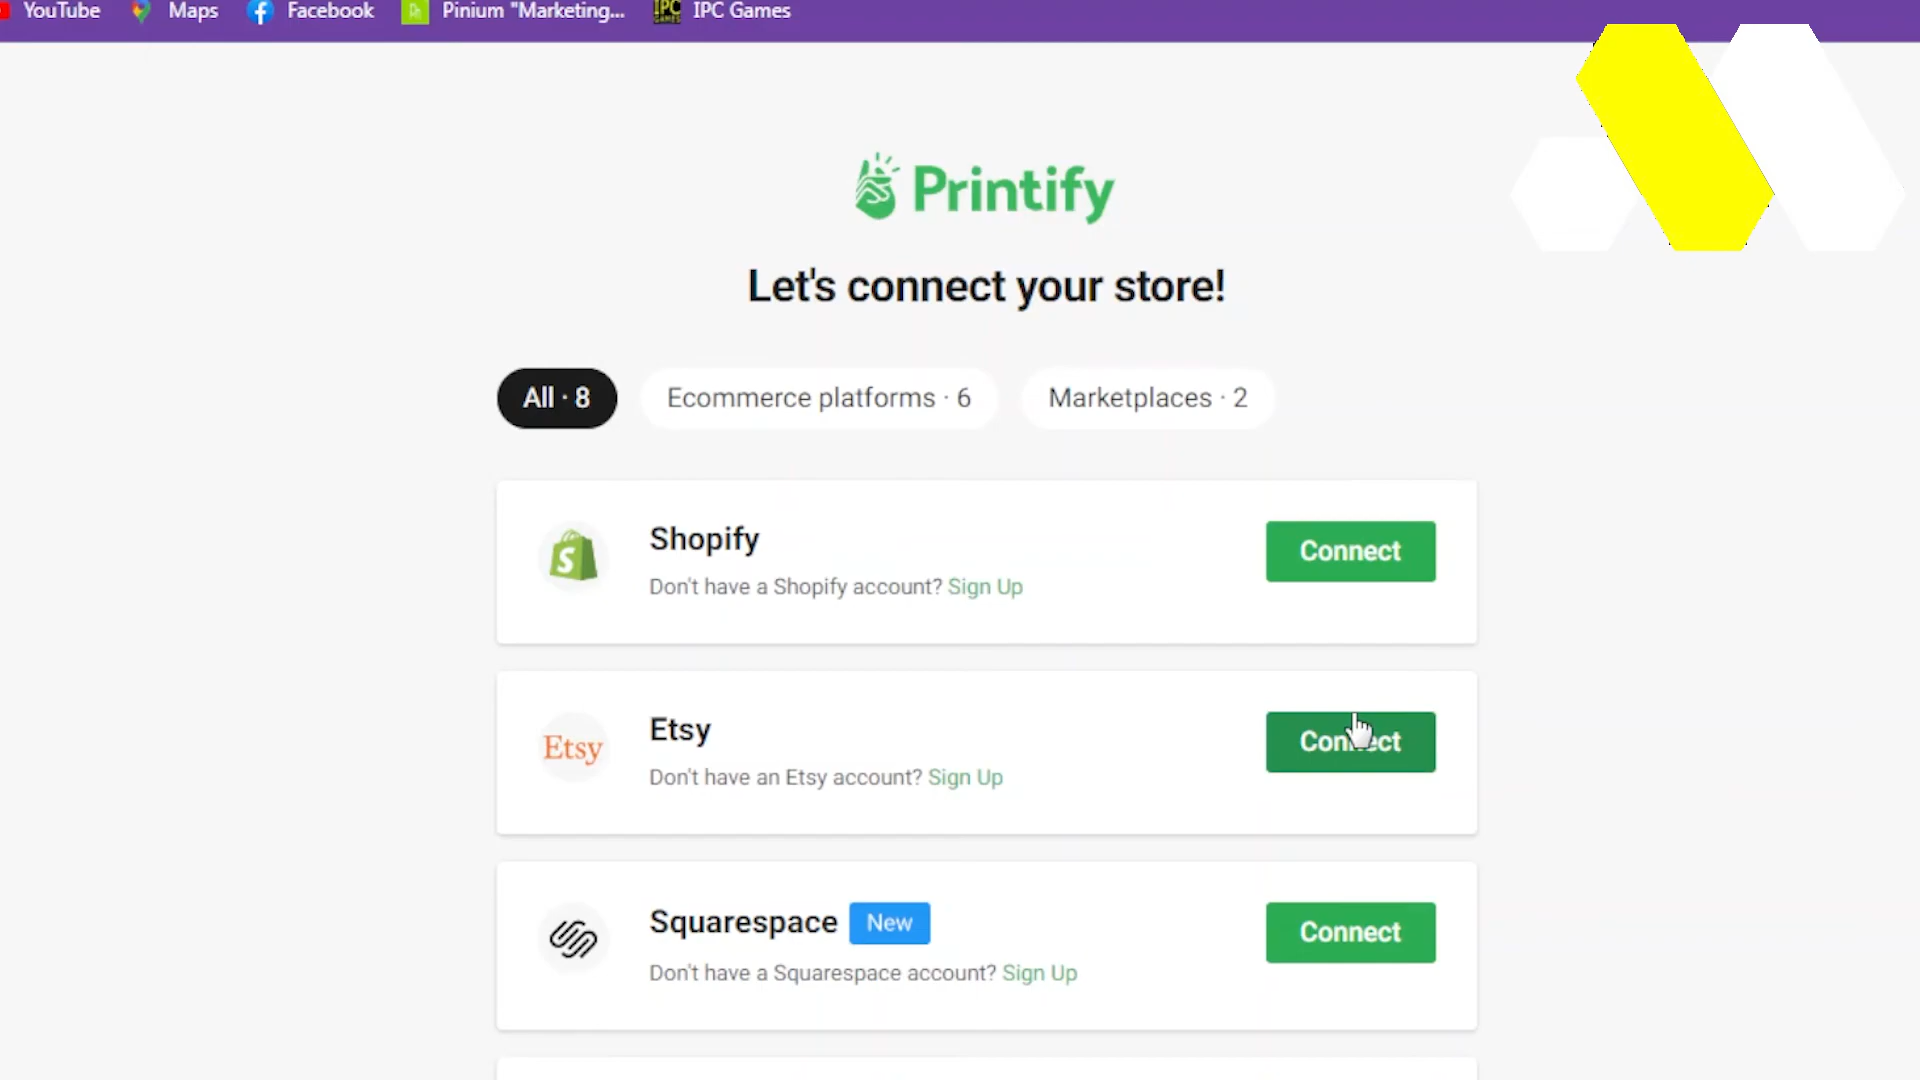 YouTube Maps Facebook Pinium "Marketing... IPC Games
Printify
Let's connect your store!
All · 8 Ecommerce platforms · 6 Marketplaces · 2
Shopify
Don't have a Shopify account? Sign Up
Connect
Etsy
Etsy
Don't have an Etsy account? Sign Up
Connect
Squarespace New
Don't have a Squarespace account? Sign Up
Connect